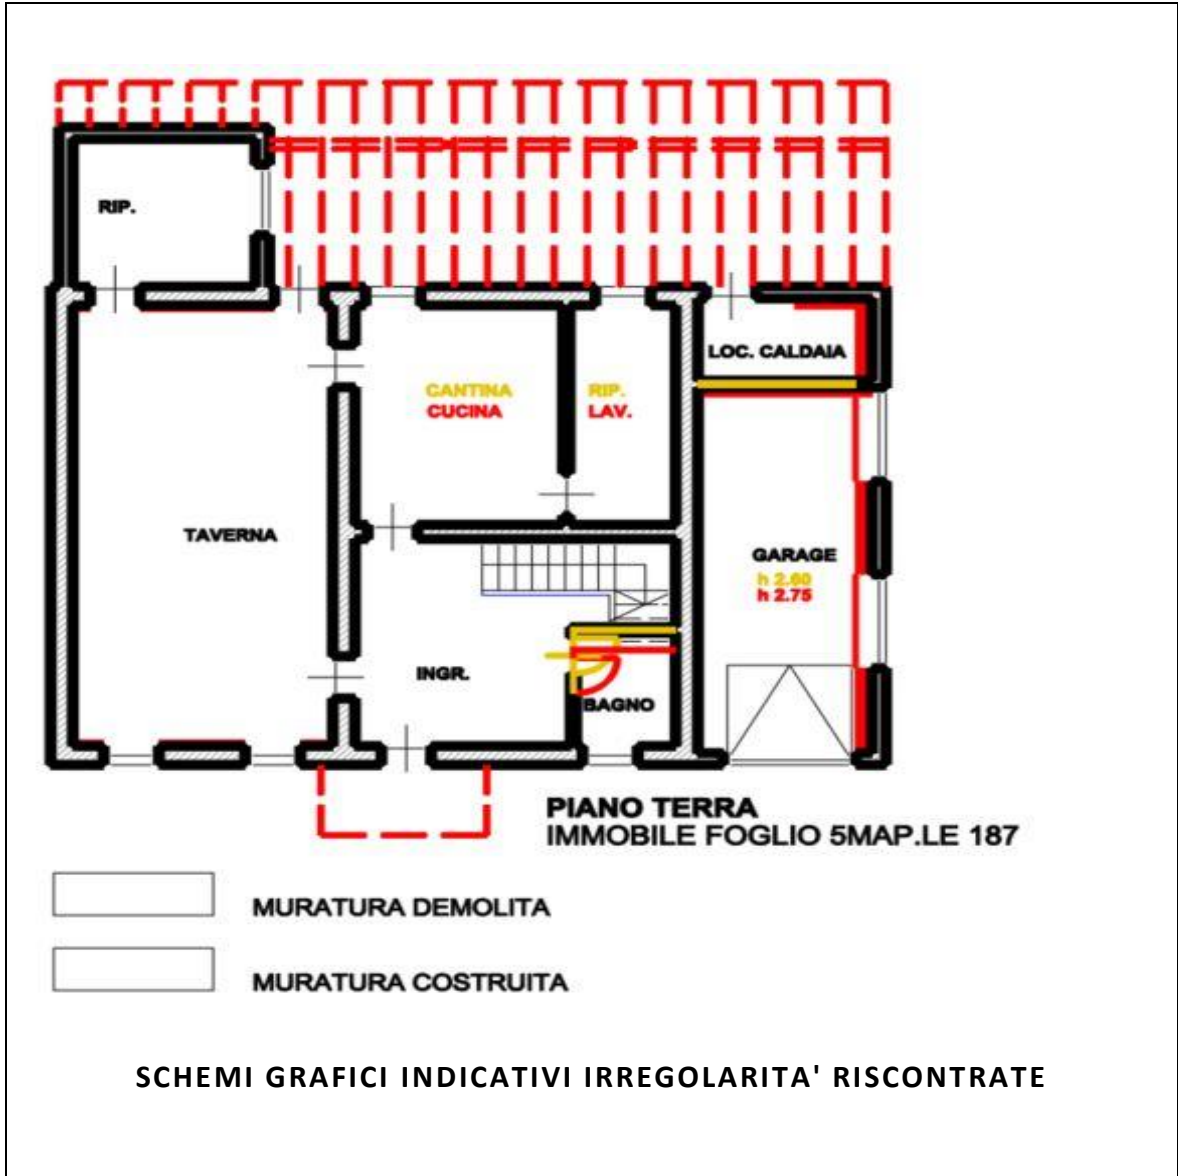 RIP.
LOC. CALDAIA
CANTINA
CUCINA
RIP.
LAV.
TAVERNA
GARAGE
h 2.60
h 2.75
INGR.
BAGNO
PIANO TERRA
IMMOBILE FOGLIO 5MAP.LE 187
MURATURA DEMOLITA
MURATURA COSTRUITA
SCHEMI GRAFICI INDICATIVI IRREGOLARITA' RISCONTRATE